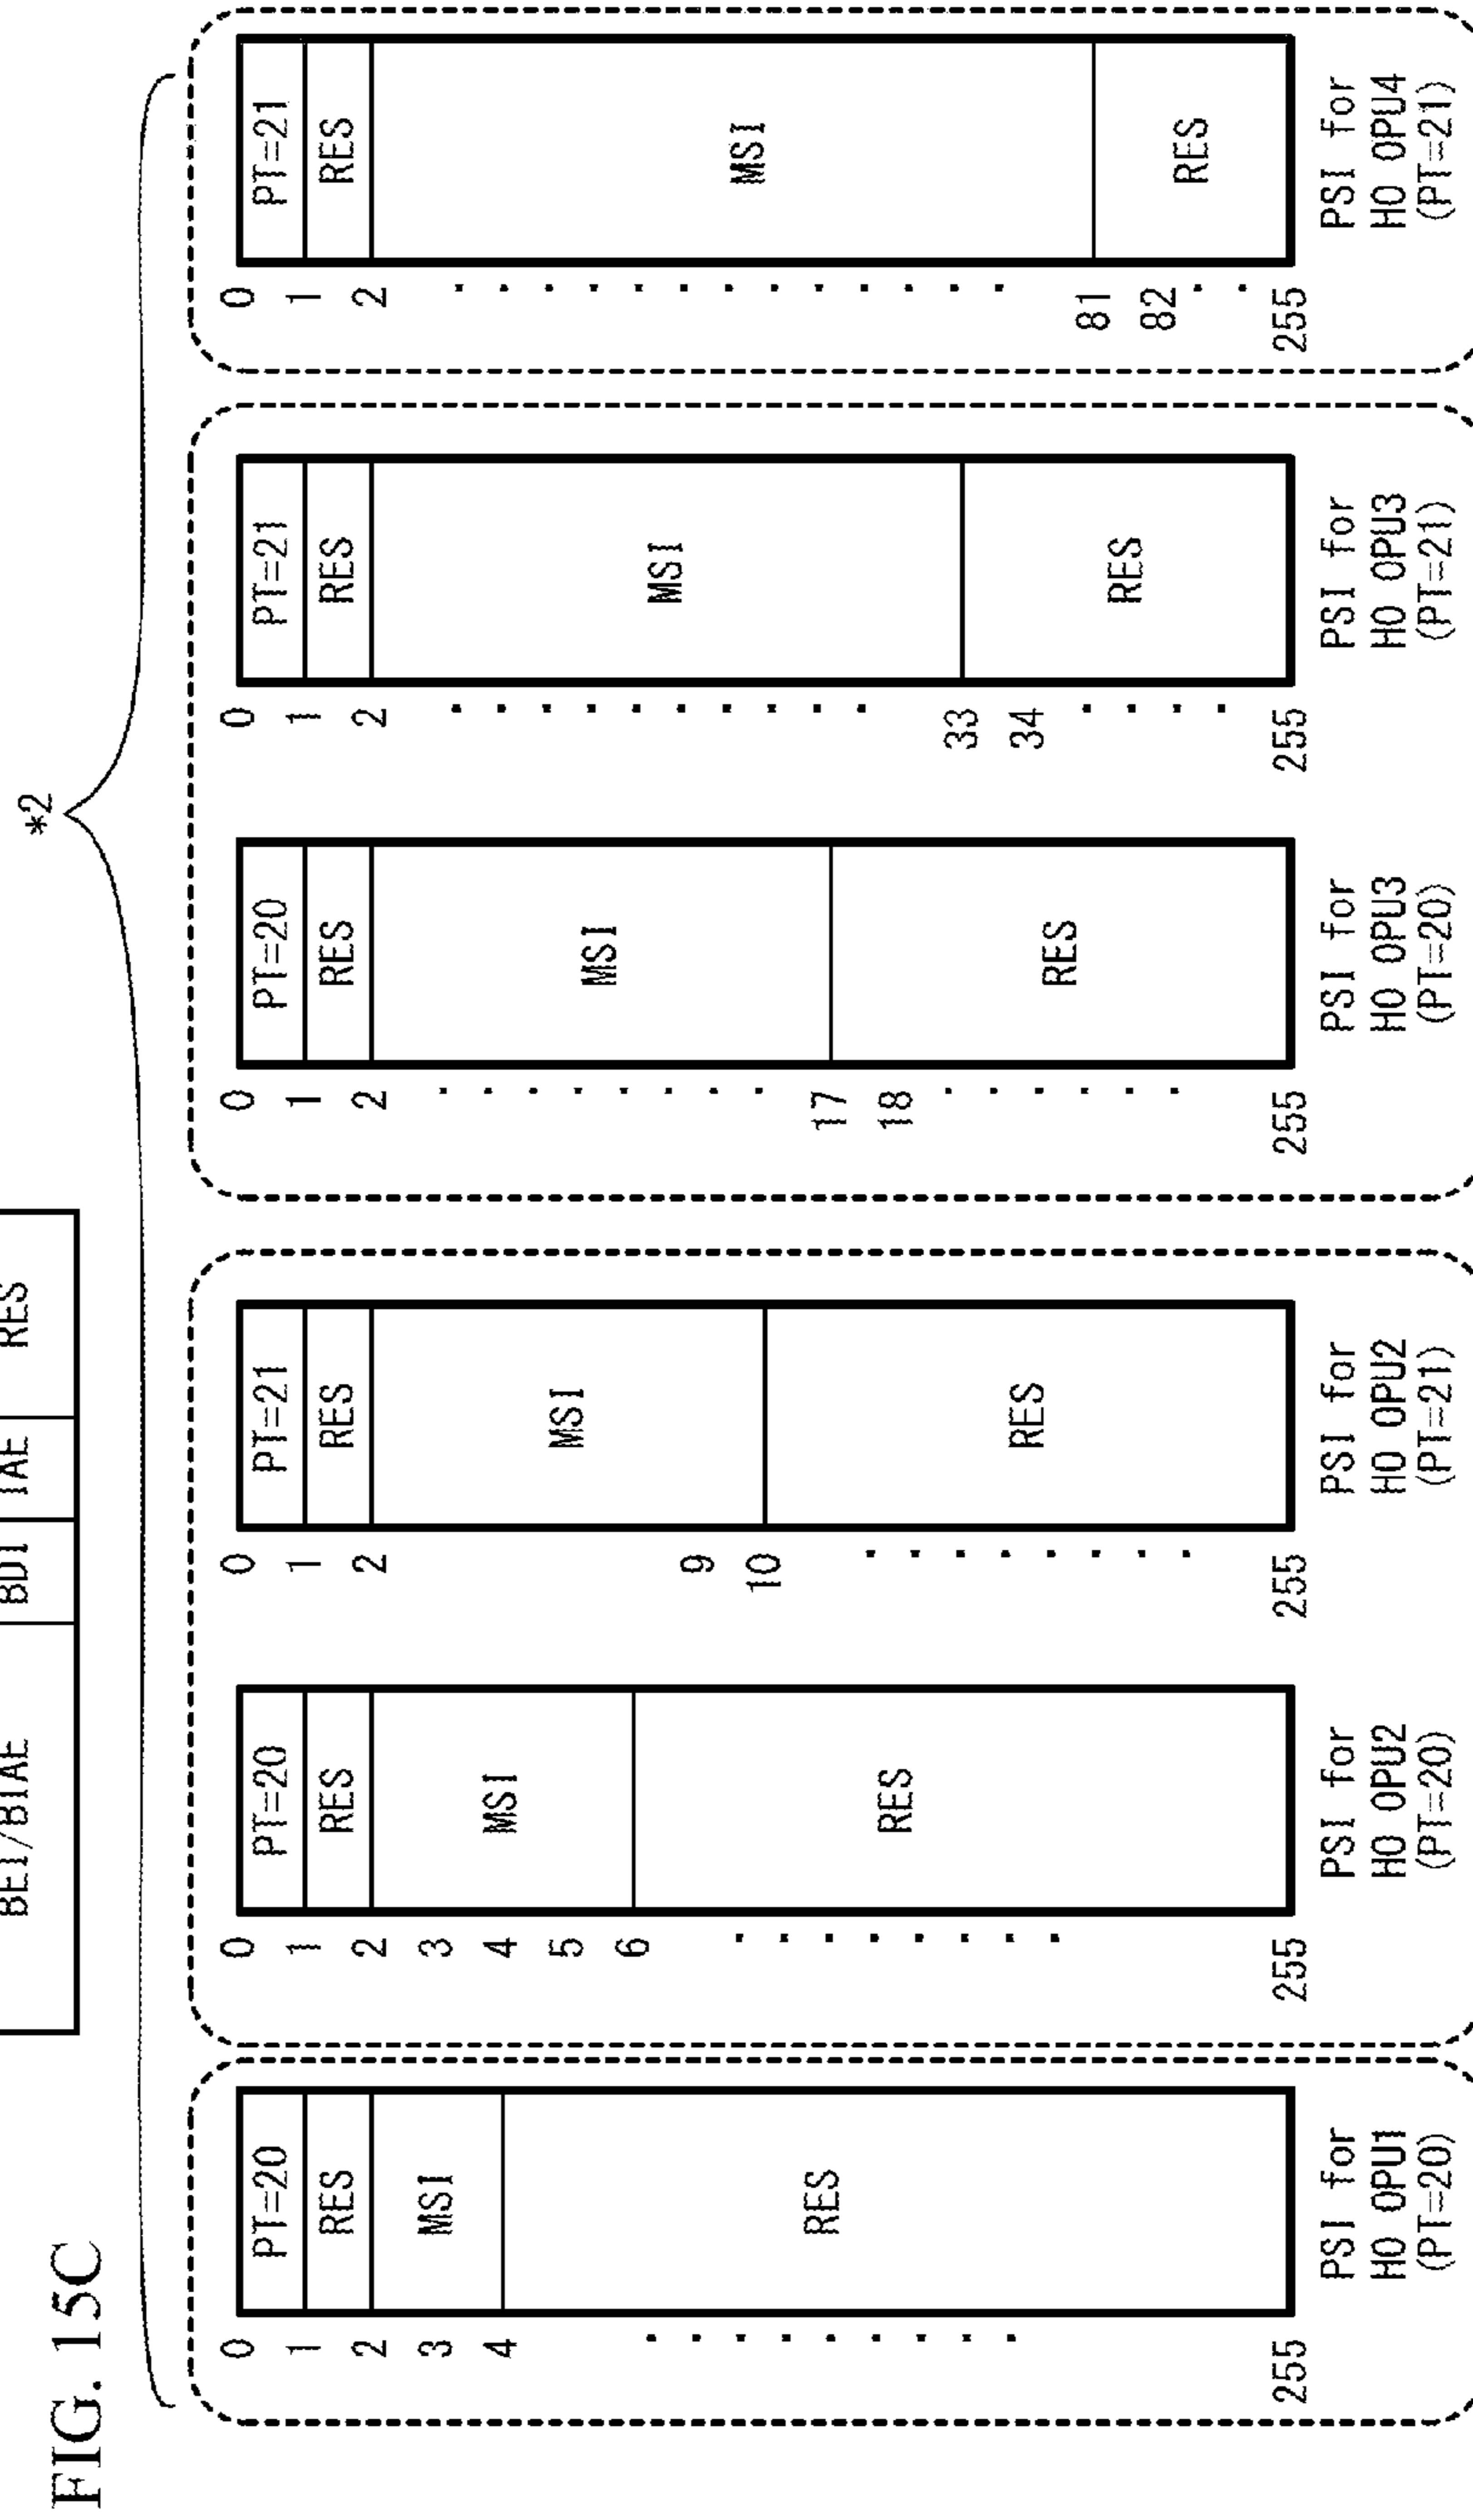 BEI/BIAE
BDI
IAE
RES
FIG. 15C
*2
0
1
2
3
4
255
PT=20
RES
MSI
RES
PSI for
HO OPU1
(PT=20)
0
1
2
3
4
5
6
255
PT=20
RES
MSI
RES
PSI for
HO OPU2
(PT=20)
0
1
2
9
10
255
PT=21
RES
MSI
RES
PSI for
HO OPU2
(PT=21)
0
1
2
17
18
255
PT=20
RES
MSI
RES
PSI for
HO OPU3
(PT=20)
0
1
2
33
34
255
PT=21
RES
MSI
RES
PSI for
HO OPU3
(PT=21)
0
1
2
81
82
255
PT=21
RES
MSI
RES
PSI for
HO OPU4
(PT=21)